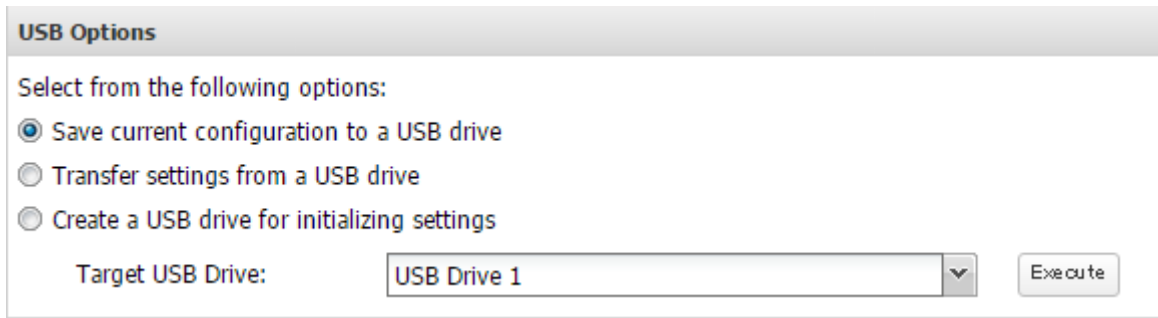 USB Options
Select from the following options:
Save current configuration to a USB drive
Transfer settings from a USB drive
Create a USB drive for initializing settings
Target USB Drive: USB Drive 1 Execute